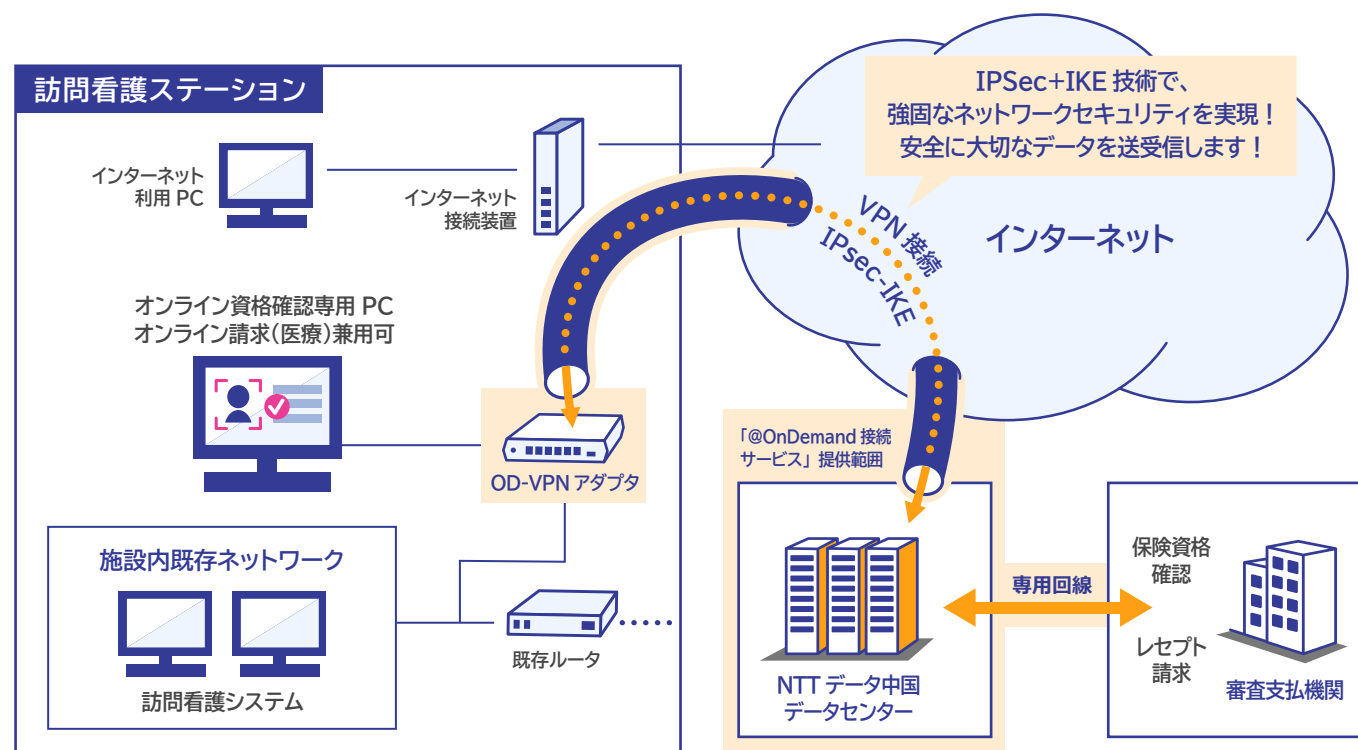 訪問看護ステーション
インターネット
利用 PC
インターネット
接続装置
IPSec+IKE 技術で、
強固なネットワークセキュリティを実現！
安全に大切なデータを送受信します！
VPN 接続
IPsec-IKE
インターネット
オンライン資格確認専用 PC
オンライン請求（医療）兼用可
OD-VPN アダプタ
「@OnDemand 接続
サービス」提供範囲
施設内既存ネットワーク
訪問看護システム
既存ルータ
NTT データ中国
データセンター
専用回線
保険資格
確認
レセプト
請求
審査支払機関